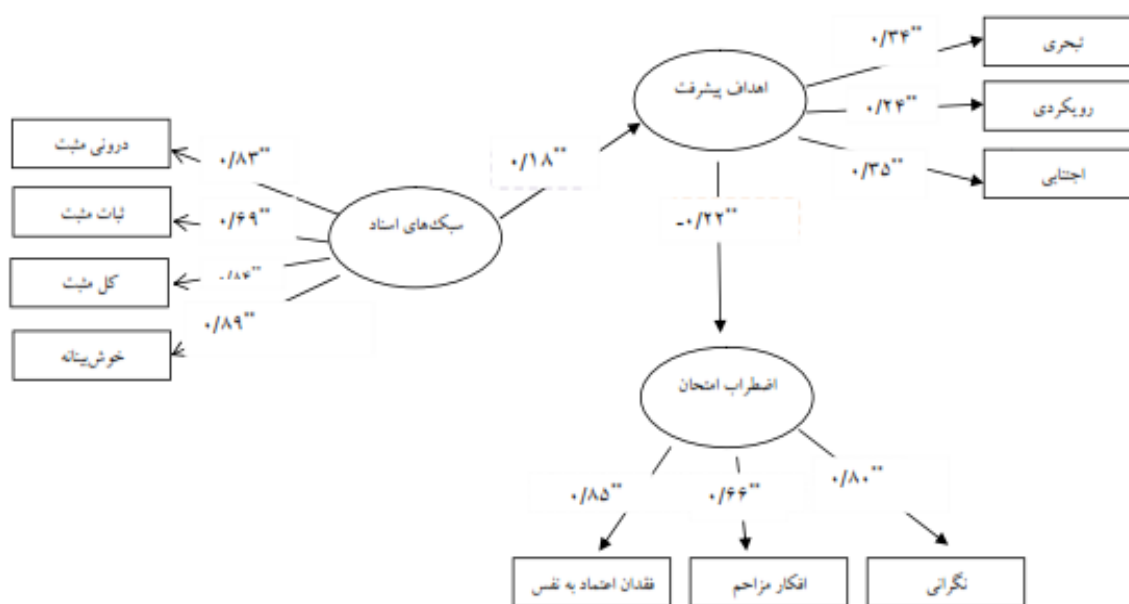 تبحری
۰/۳۴**
اهداف پیشرفت
رویکردی
۰/۲۴**
اجتنابی
۰/۳۵**
۰/۱۸**
درونی مثبت
۰/۸۳**
ثبات مثبت
۰/۶۹**
سبک‌های اسناد
کل مثبت
۰/۸۴**
خوش‌بینانه
۰/۸۹**
-۰/۲۲**
اضطراب امتحان
۰/۸۰**
۰/۶۶**
۰/۸۵**
نگرانی
افکار مزاحم
فقدان اعتماد به نفس